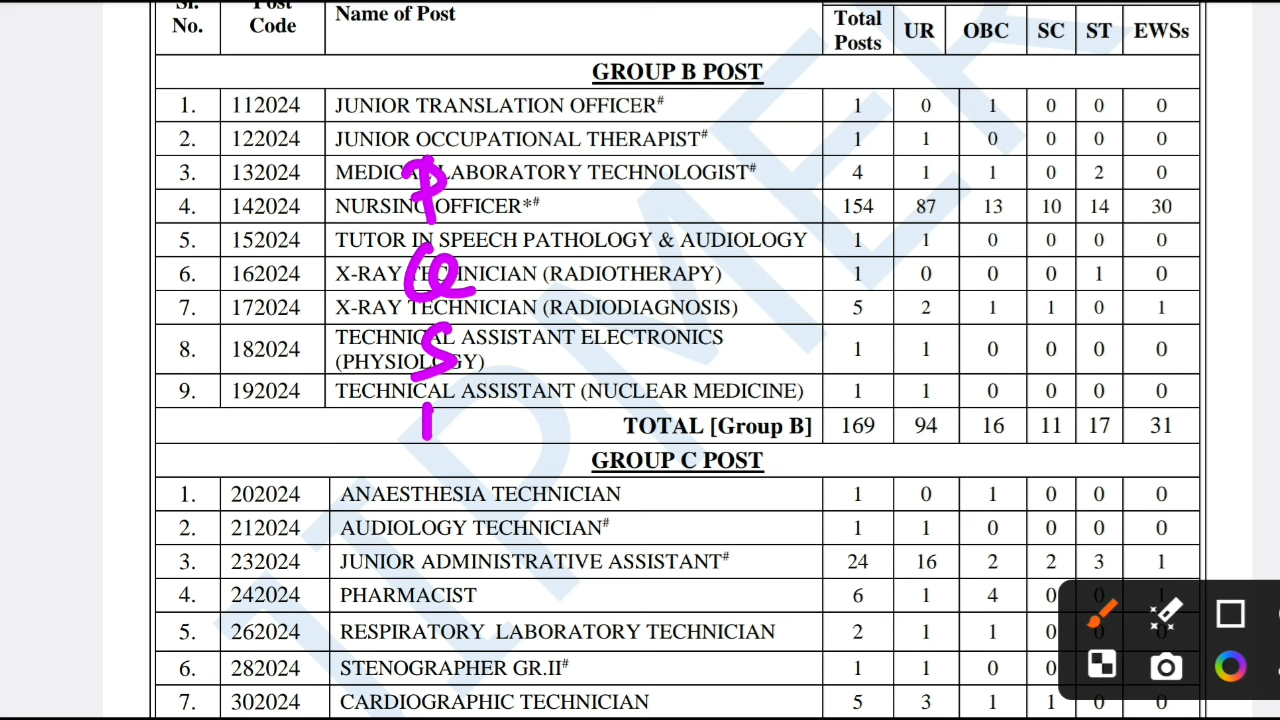 Sr. No. Post Code Name of Post Total Posts UR OBC SC ST EWSs
GROUP B POST
1. 112024 JUNIOR TRANSLATION OFFICER# 1 0 1 0 0 0
2. 122024 JUNIOR OCCUPATIONAL THERAPIST# 1 1 0 0 0 0
3. 132024 MEDICAL LABORATORY TECHNOLOGIST# 4 1 1 0 2 0
4. 142024 NURSING OFFICER*# 154 87 13 10 14 30
5. 152024 TUTOR IN SPEECH PATHOLOGY & AUDIOLOGY 1 1 0 0 0 0
6. 162024 X-RAY TECHNICIAN (RADIOTHERAPY) 1 0 0 0 1 0
7. 172024 X-RAY TECHNICIAN (RADIODIAGNOSIS) 5 2 1 1 0 1
8. 182024 TECHNICAL ASSISTANT ELECTRONICS (PHYSIOLOGY) 1 1 0 0 0 0
9. 192024 TECHNICAL ASSISTANT (NUCLEAR MEDICINE) 1 1 0 0 0 0
TOTAL [Group B] 169 94 16 11 17 31
GROUP C POST
1. 202024 ANAESTHESIA TECHNICIAN 1 0 1 0 0 0
2. 212024 AUDIOLOGY TECHNICIAN# 1 1 0 0 0 0
3. 232024 JUNIOR ADMINISTRATIVE ASSISTANT# 24 16 2 2 3 1
4. 242024 PHARMACIST 6 1 4 0
5. 262024 RESPIRATORY LABORATORY TECHNICIAN 2 1 1 0
6. 282024 STENOGRAPHER GR.II# 1 1 0 0
7. 302024 CARDIOGRAPHIC TECHNICIAN 5 3 1 1 0 0
JIPMER